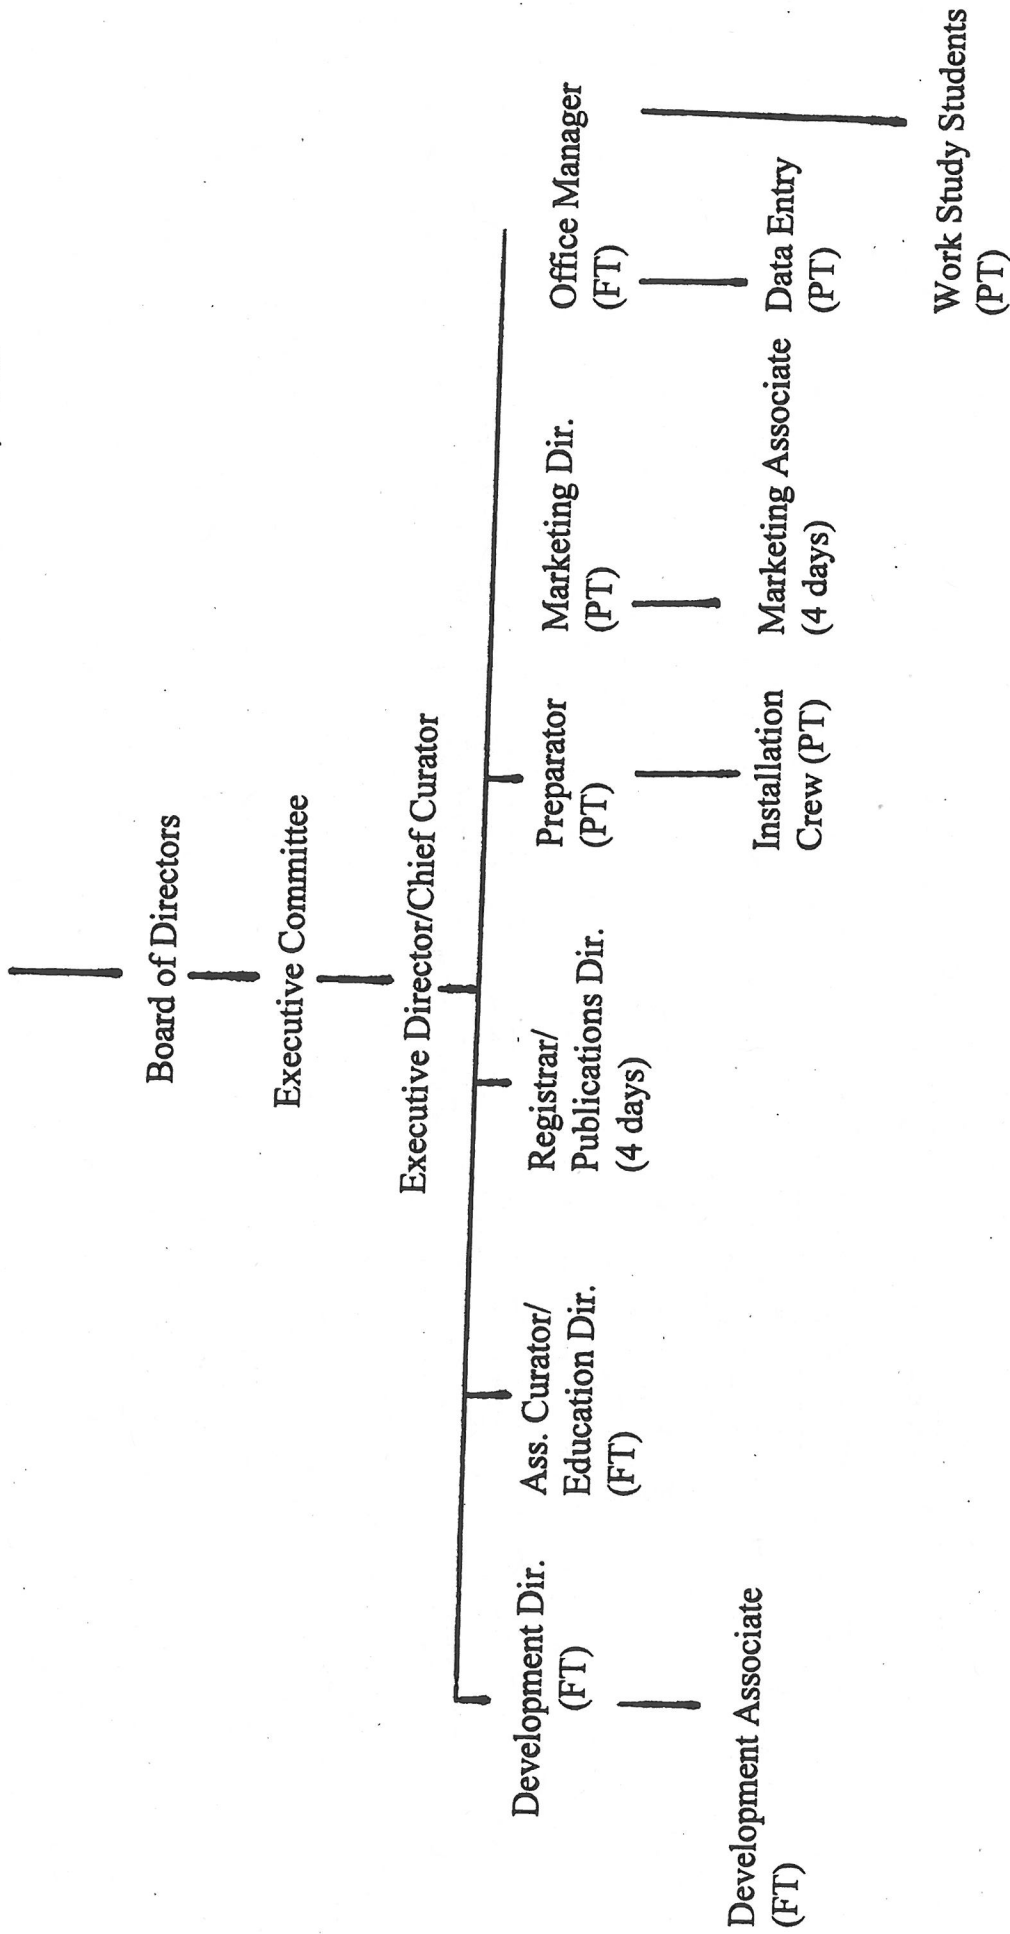 Board of Directors
Executive Committee
Executive Director/Chief Curator
Development Dir.
(FT)
Ass. Curator/
Education Dir.
(FT)
Registrar/
Publications Dir.
(4 days)
Preparator
(PT)
Marketing Dir.
(PT)
Office Manager
(FT)
Development Associate
(FT)
Installation
Crew (PT)
Marketing Associate
(4 days)
Data Entry
(PT)
Work Study Students
(PT)